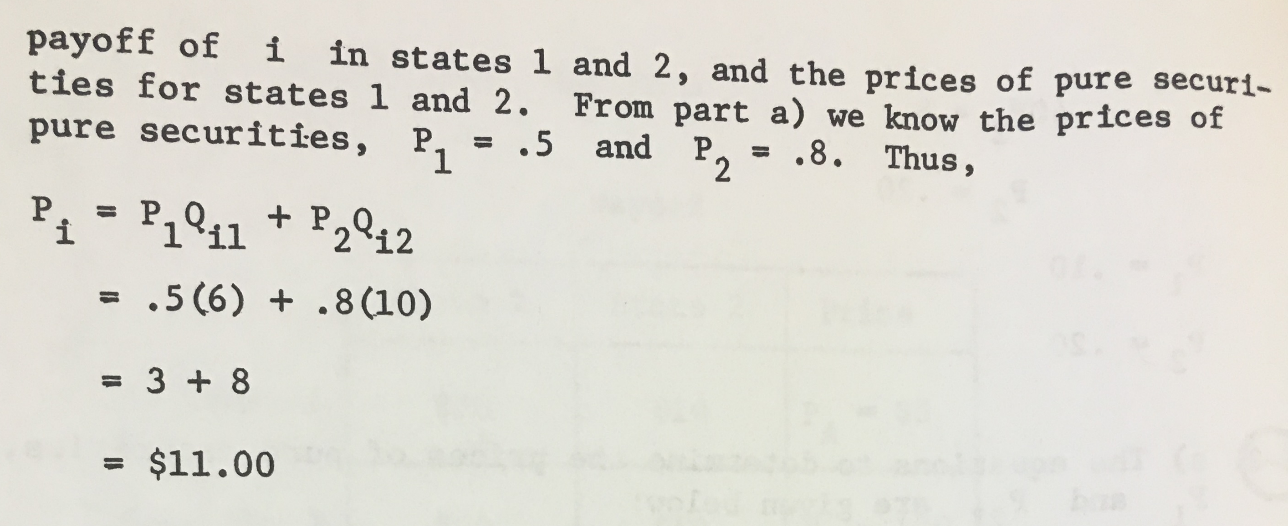 payoff of i in states 1 and 2, and the prices of pure securi-
ties for states 1 and 2. From part a) we know the prices of
pure securities, P1 = .5 and P2 = .8. Thus,
Pi = P1Qi1 + P2Qi2
= .5(6) + .8(10)
= 3 + 8
= $11.00